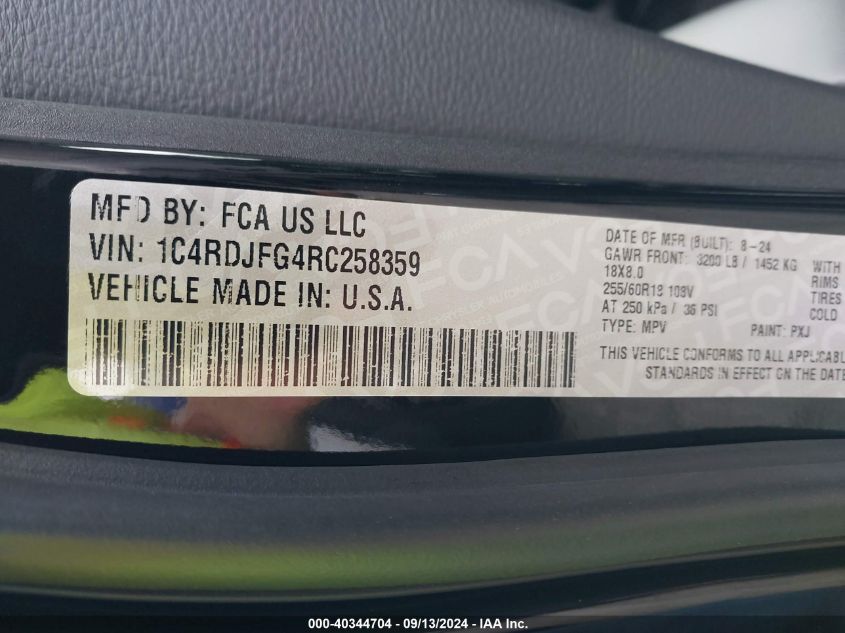 MFD BY: FCA US LLC
VIN: 1C4RDJFG4RC258359
VEHICLE MADE IN: U.S.A.
DATE OF MFR (BUILT): 8-24
GAWR FRONT: 3200 LB / 1452 KG WITH
18X8.0 RIMS
255/60R18 108V TIRES
AT 250 kPa / 36 PSI COLD
TYPE: MPV PAINT: PXJ
THIS VEHICLE CONFORMS TO ALL APPLICABL
STANDARDS IN EFFECT ON THE DATE
000-40344704 - 09/13/2024 - IAA Inc.